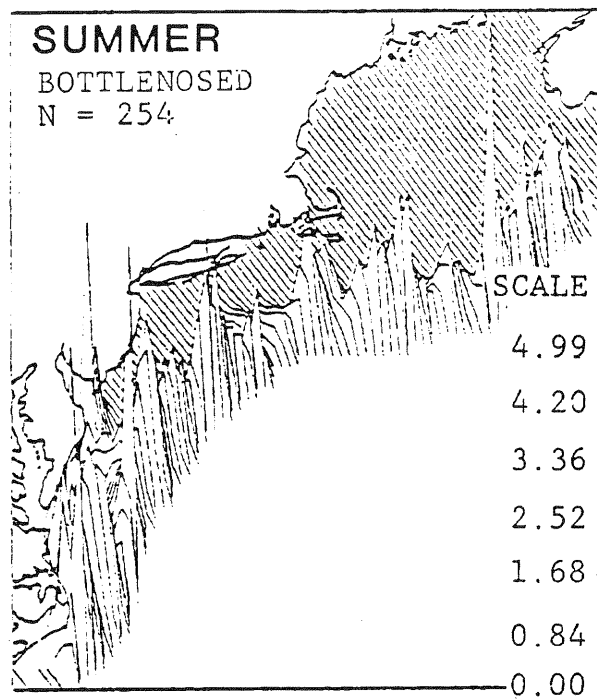 SUMMER
BOTTLENOSED
N = 254
SCALE
4.99
4.20
3.36
2.52
1.68
0.84
0.00